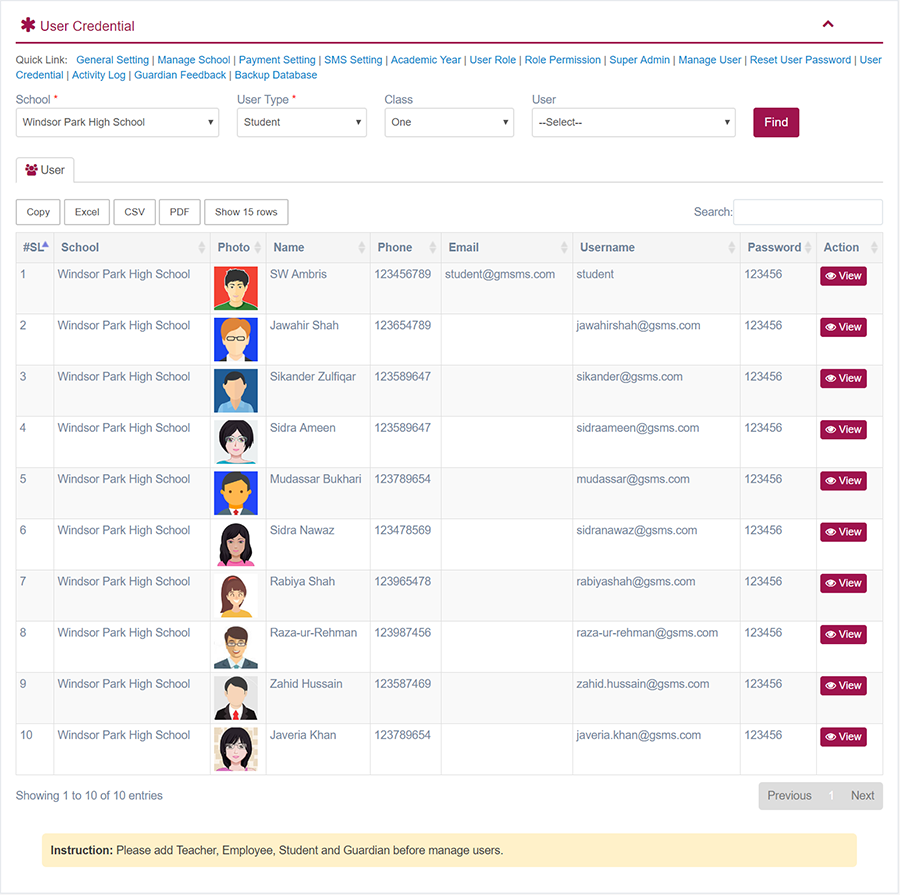 User Credential
Quick Link: General Setting | Manage School | Payment Setting | SMS Setting | Academic Year | User Role | Role Permission | Super Admin | Manage User | Reset User Password | User
Credential | Activity Log | Guardian Feedback | Backup Database
School * User Type * Class User
Windsor Park High School Student One --Select-- Find
User
Copy Excel CSV PDF Show 15 rows Search:
#SL School Photo Name Phone Email Username Password Action
1 Windsor Park High School SW Ambris 123456789 student@gmsms.com student 123456 View
2 Windsor Park High School Jawahir Shah 123654789 jawahirshah@gsms.com 123456 View
3 Windsor Park High School Sikander Zulfiqar 123589647 sikander@gsms.com 123456 View
4 Windsor Park High School Sidra Ameen 123589647 sidraameen@gsms.com 123456 View
5 Windsor Park High School Mudassar Bukhari 123789654 mudassar@gsms.com 123456 View
6 Windsor Park High School Sidra Nawaz 123478569 sidranawaz@gsms.com 123456 View
7 Windsor Park High School Rabiya Shah 123965478 rabiyashah@gsms.com 123456 View
8 Windsor Park High School Raza-ur-Rehman 123987456 raza-ur-rehman@gsms.com 123456 View
9 Windsor Park High School Zahid Hussain 123587469 zahid.hussain@gsms.com 123456 View
10 Windsor Park High School Javeria Khan 123789654 javeria.khan@gsms.com 123456 View
Showing 1 to 10 of 10 entries Previous 1 Next
Instruction: Please add Teacher, Employee, Student and Guardian before manage users.